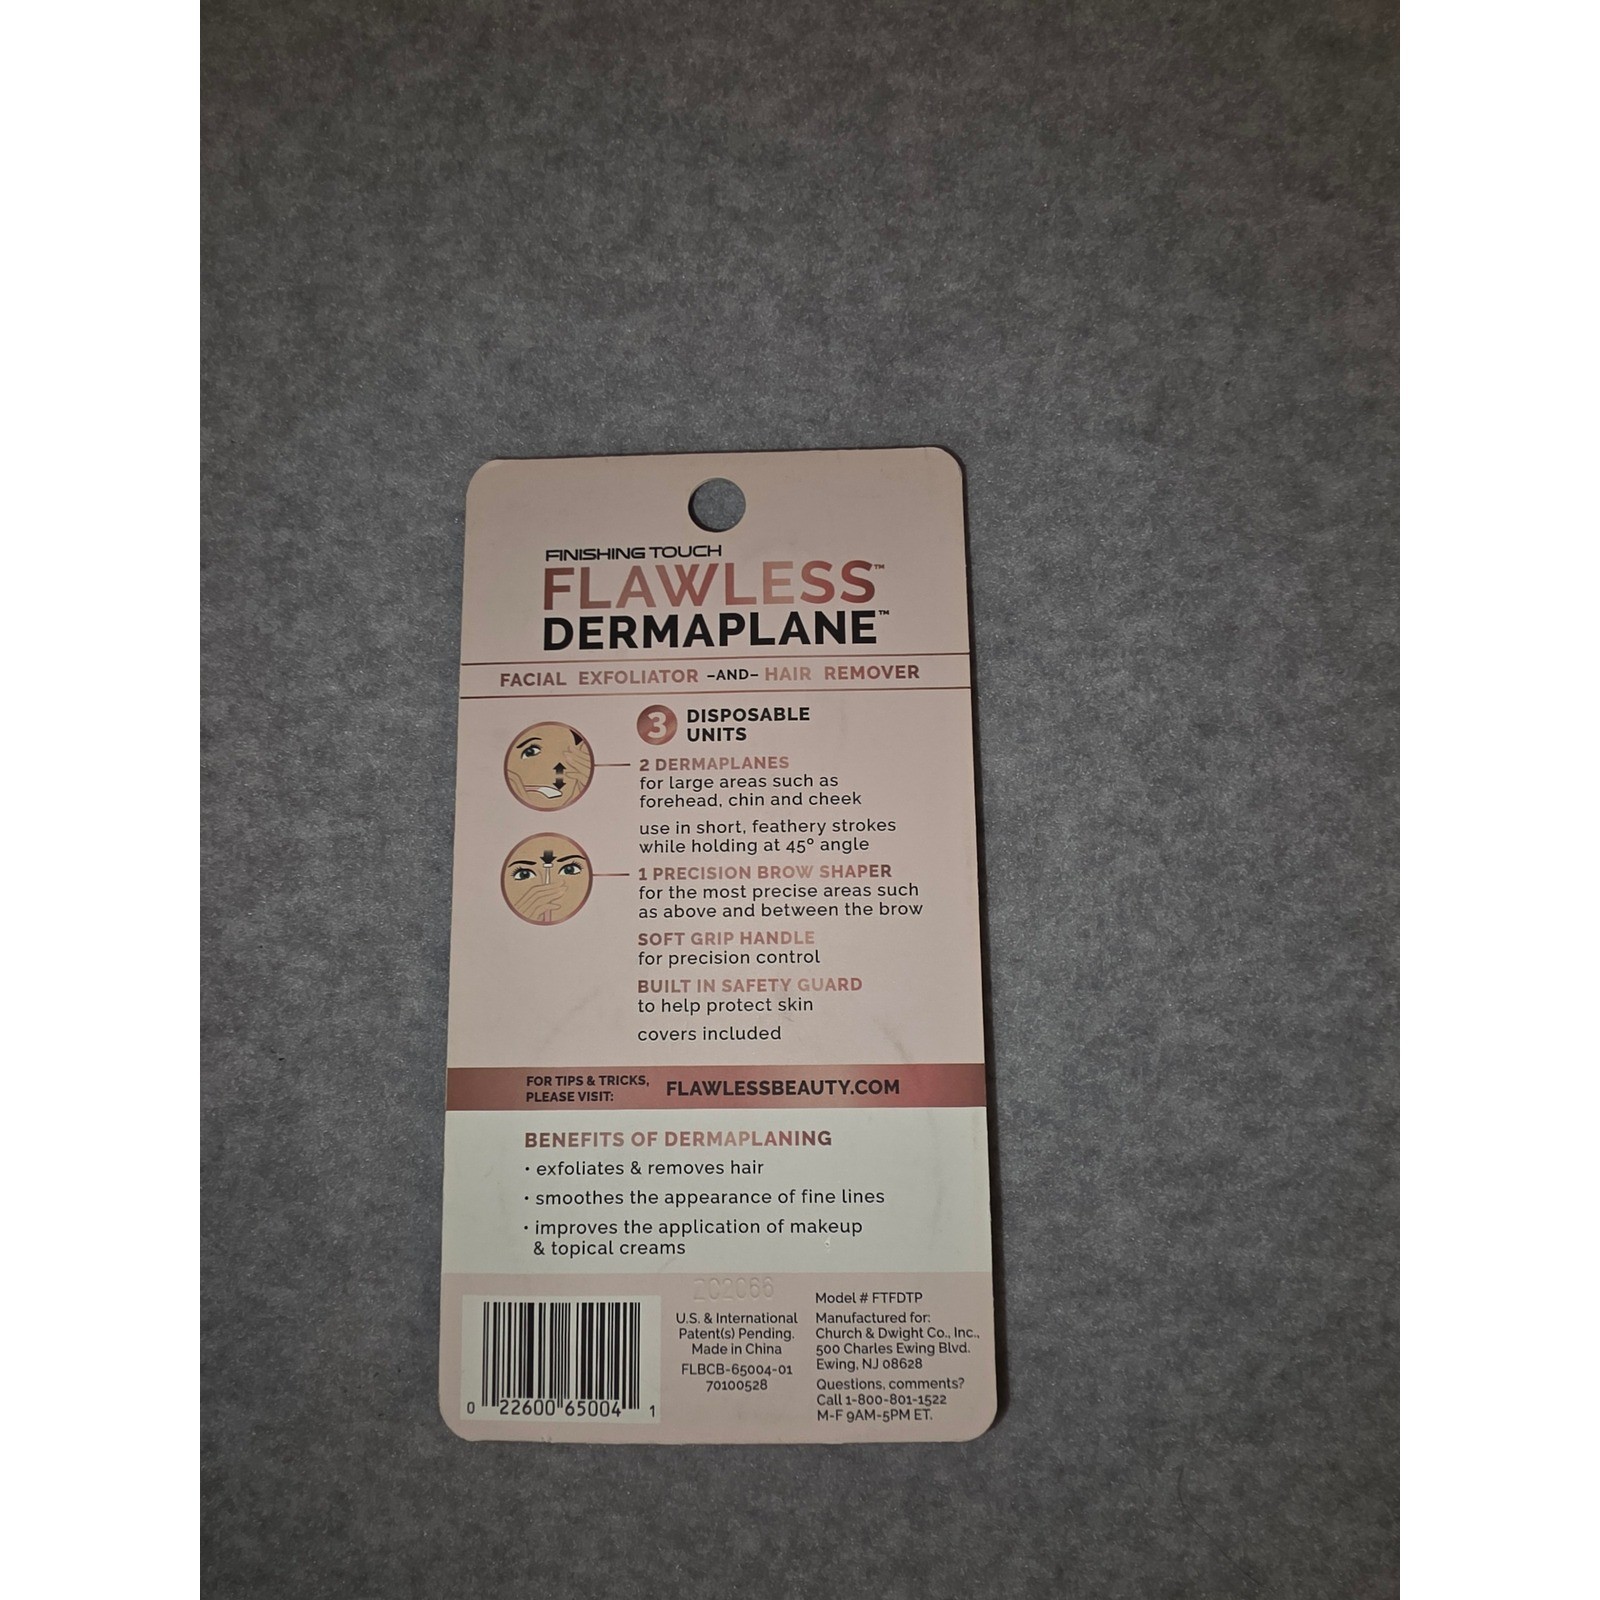 FINISHING TOUCH
FLAWLESS™
DERMAPLANE™
FACIAL EXFOLIATOR –AND– HAIR REMOVER
3 DISPOSABLE
UNITS
2 DERMAPLANES
for large areas such as
forehead, chin and cheek
use in short, feathery strokes
while holding at 45° angle
1 PRECISION BROW SHAPER
for the most precise areas such
as above and between the brow
SOFT GRIP HANDLE
for precision control
BUILT IN SAFETY GUARD
to help protect skin
covers included
FOR TIPS & TRICKS,
PLEASE VISIT:
FLAWLESSBEAUTY.COM
BENEFITS OF DERMAPLANING
• exfoliates & removes hair
• smoothes the appearance of fine lines
• improves the application of makeup
& topical creams
0 22600 65004 1
ZC2066
U.S. & International
Patent(s) Pending.
Made in China
FLBCB-65004-01
70100528
Model # FTFDTP
Manufactured for:
Church & Dwight Co., Inc.,
500 Charles Ewing Blvd.
Ewing, NJ 08628
Questions, comments?
Call 1-800-801-1522
M-F 9AM-5PM ET.